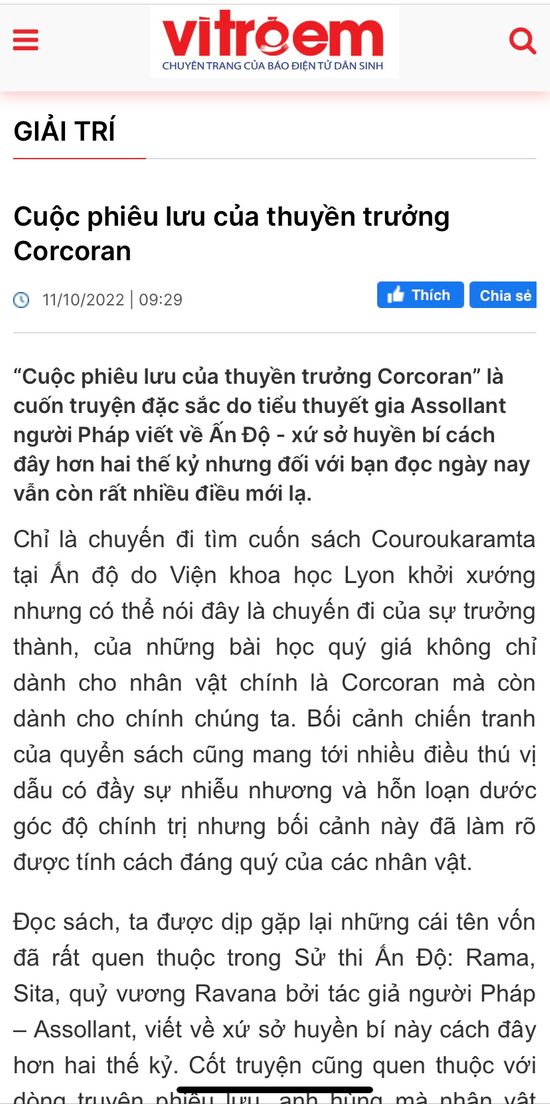 vìtrẻem
CHUYÊN TRANG CỦA BÁO ĐIỆN TỬ DÂN SINH
GIẢI TRÍ
Cuộc phiêu lưu của thuyền trưởng
Corcoran
11/10/2022 | 09:29
Thích
Chia sẻ
“Cuộc phiêu lưu của thuyền trưởng Corcoran” là
cuốn truyện đặc sắc do tiểu thuyết gia Assollant
người Pháp viết về Ấn Độ - xứ sở huyền bí cách
đây hơn hai thế kỷ nhưng đối với bạn đọc ngày nay
vẫn còn rất nhiều điều mới lạ.
Chỉ là chuyến đi tìm cuốn sách Couroukaramta
tại Ấn độ do Viện khoa học Lyon khởi xướng
nhưng có thể nói đây là chuyến đi của sự trưởng
thành, của những bài học quý giá không chỉ
dành cho nhân vật chính là Corcoran mà còn
dành cho chính chúng ta. Bối cảnh chiến tranh
của quyển sách cũng mang tới nhiều điều thú vị
dẫu có đầy sự nhiễu nhương và hỗn loạn dước
góc độ chính trị nhưng bối cảnh này đã làm rõ
được tính cách đáng quý của các nhân vật.
Đọc sách, ta được dịp gặp lại những cái tên vốn
đã rất quen thuộc trong Sử thi Ấn Độ: Rama,
Sita, quỷ vương Ravana bởi tác giả người Pháp
– Assollant, viết về xứ sở huyền bí này cách đây
hơn hai thế kỷ. Cốt truyện cũng quen thuộc với
dòng truyện phiêu lưu, anh hùng mà nhân vật